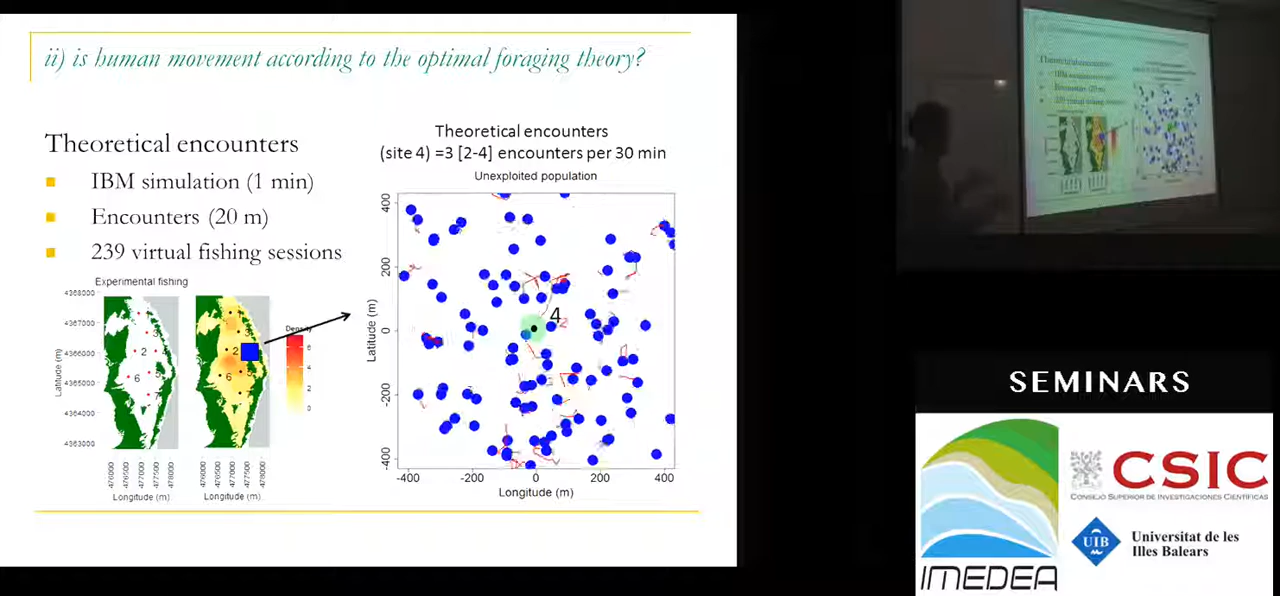 ii) is human movement according to the optimal foraging theory?
Theoretical encounters
IBM simulation (1 min)
Encounters (20 m)
239 virtual fishing sessions
Theoretical encounters
(site 4) =3 [2-4] encounters per 30 min
Unexploited population
Latitude (m)
400
200
0
-200
-400
4
2
-400
-200
0
200
400
Longitude (m)
Experimental fishing
Latitude (m)
4368000
4367000
4366000
4365000
4364000
4363000
2
6
2
6
Density
6
4
2
0
476000
476500
477000
477500
478000
Longitude (m)
476000
476500
477000
477500
478000
Longitude (m)
SEMINARS
IMEDEA
CSIC
CONSEJO SUPERIOR DE INVESTIGACIONES CIENTÍFICAS
UIB
Universitat de les
Illes Balears